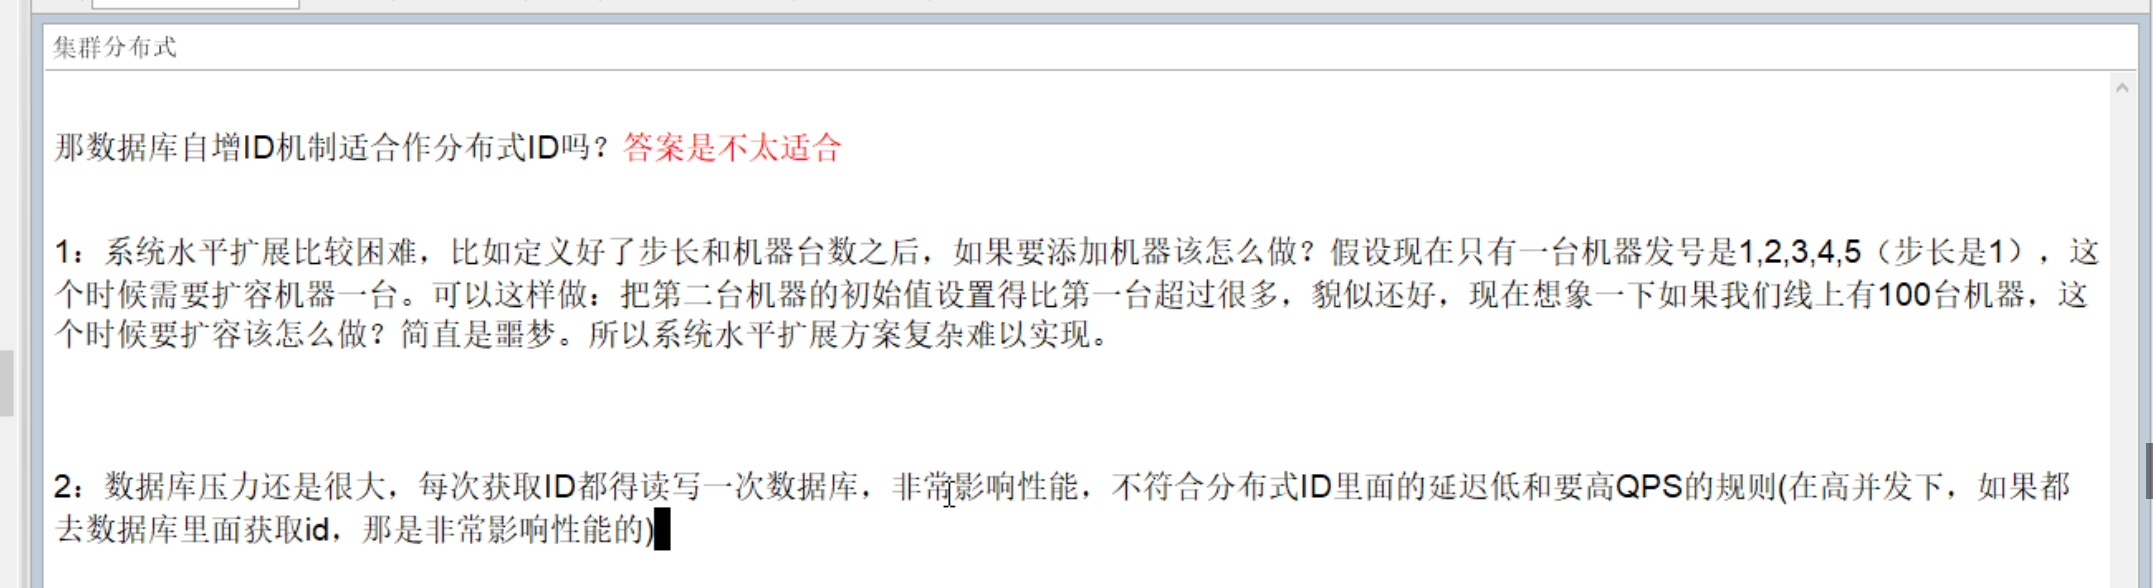 集群分布式
那数据库自增ID机制适合作分布式ID吗？答案是不太适合
1：系统水平扩展比较困难，比如定义好了步长和机器台数之后，如果要添加机器该怎么做？假设现在只有一台机器发号是1,2,3,4,5（步长是1），这
个时候需要扩容机器一台。可以这样做：把第二台机器的初始值设置得比第一台超过很多，貌似还好，现在想象一下如果我们线上有100台机器，这
个时候要扩容该怎么做？简直是噩梦。所以系统水平扩展方案复杂难以实现。
2：数据库压力还是很大，每次获取ID都得读写一次数据库，非常影响性能，不符合分布式ID里面的延迟低和要高QPS的规则(在高并发下，如果都
去数据库里面获取id，那是非常影响性能的)